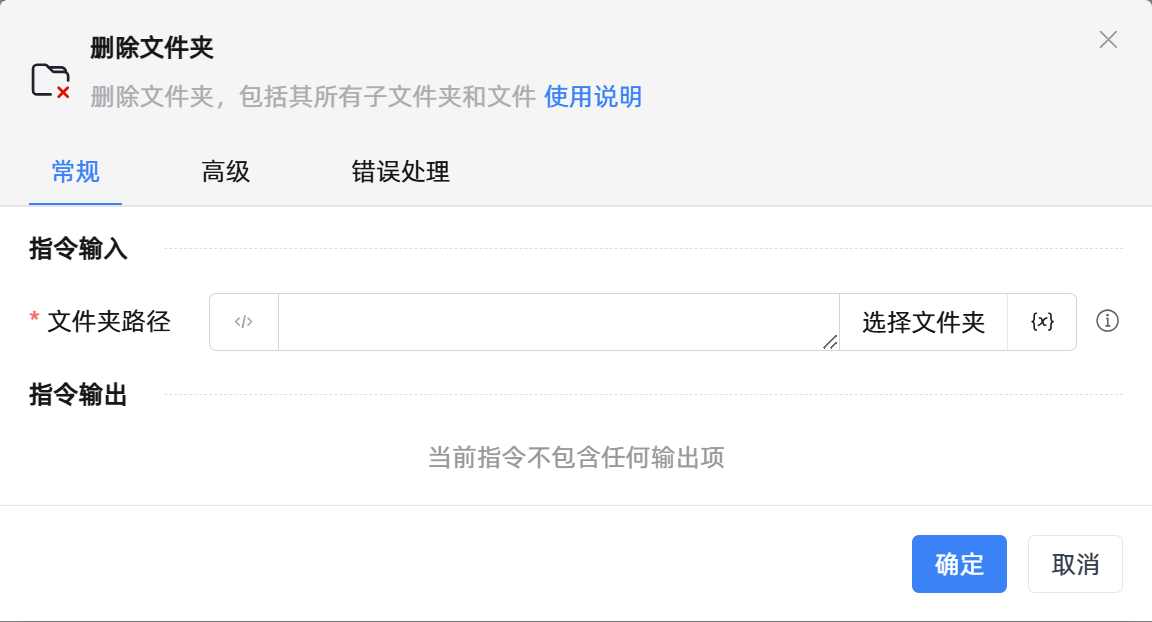 删除文件夹
删除文件夹，包括其所有子文件夹和文件 使用说明
常规 高级 错误处理
指令输入
* 文件夹路径 </> 选择文件夹 {x}
指令输出
当前指令不包含任何输出项
确定 取消